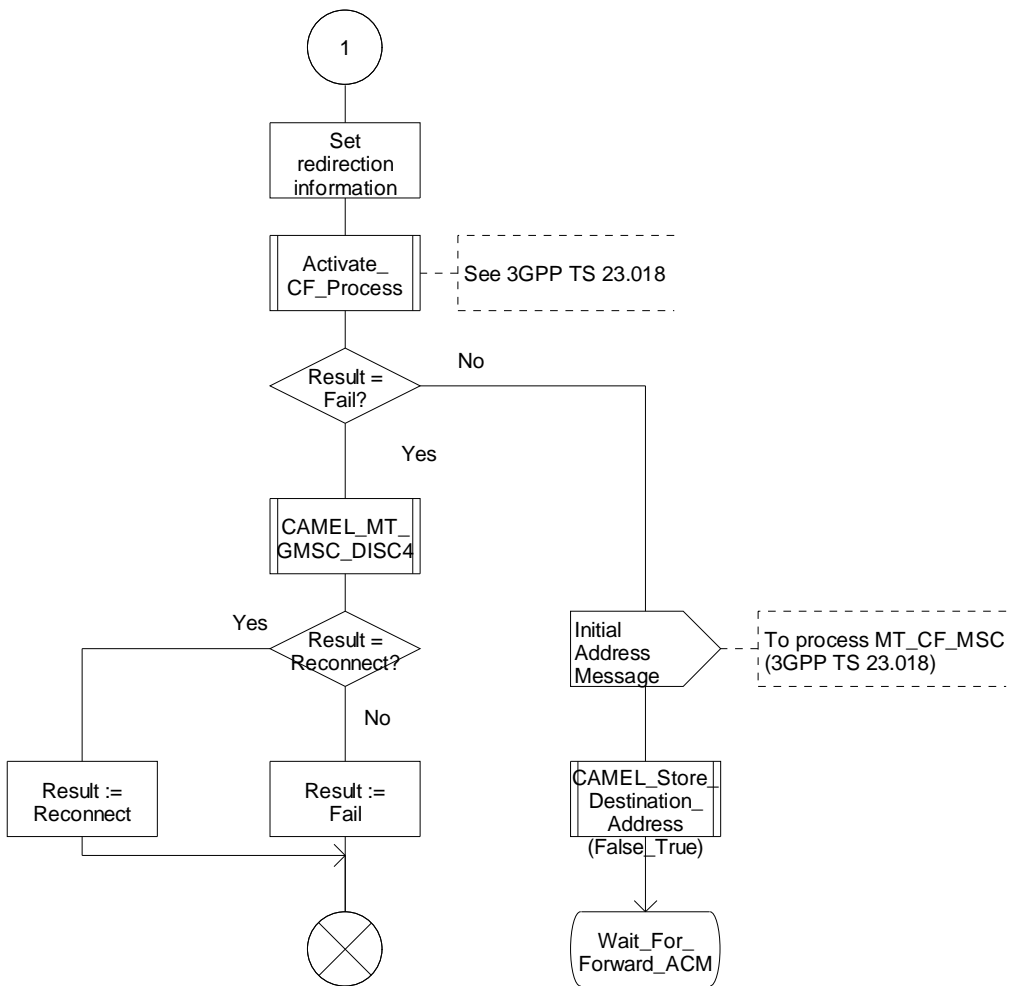 1
Set
redirection
information
Activate_
CF_Process
See 3GPP TS 23.018
Result =
Fail?
No
Yes
CAMEL_MT_
GMSC_DISC4
Yes
Result =
Reconnect?
No
Initial
Address
Message
To process MT_CF_MSC
(3GPP TS 23.018)
Result :=
Reconnect
Result :=
Fail
CAMEL_Store_
Destination_
Address
(False_True)
Wait_For_
Forward_ACM